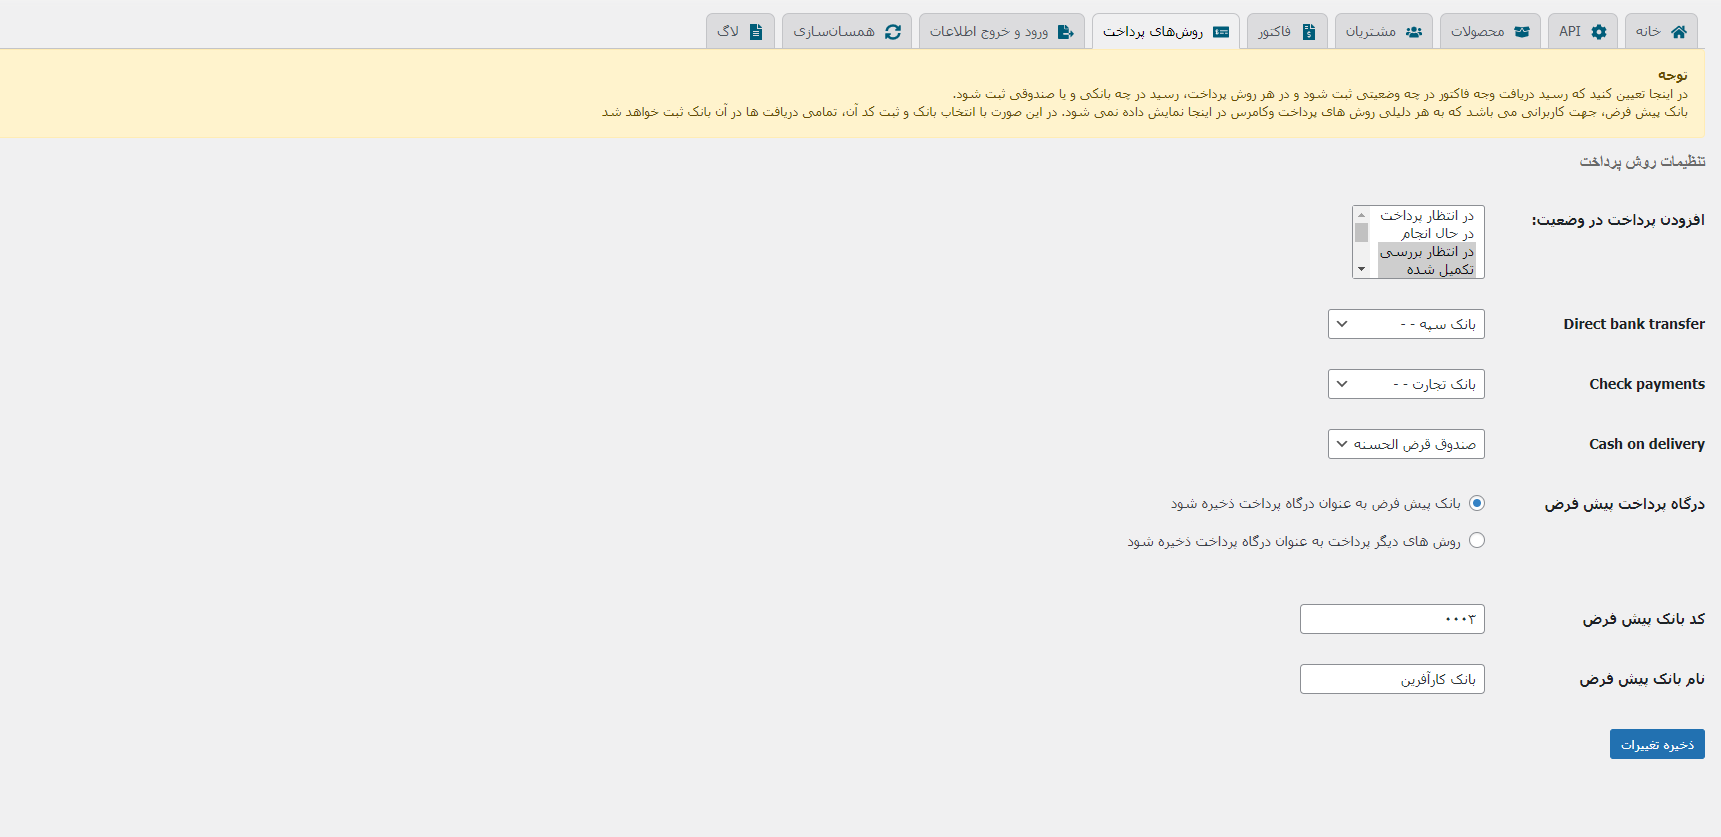 خانه
API
محصولات
مشتریان
فاکتور
روش‌های پرداخت
ورود و خروج اطلاعات
همسان‌سازی
لاگ
توجه
در اینجا تعیین کنید که رسید دریافت وجه فاکتور در چه وضعیتی ثبت شود و در هر روش پرداخت، رسید در چه بانکی و یا صندوقی ثبت شود.
بانک پیش فرض، جهت کاربرانی می باشد که به هر دلیلی روش های پرداخت وکامرس در اینجا نمایش داده نمی شود. در این صورت با انتخاب بانک و ثبت کد آن، تمامی دریافت ها در آن بانک ثبت خواهد شد
تنظیمات روش پرداخت
افزودن پرداخت در وضعیت:
در انتظار پرداخت
در حال انجام
در انتظار بررسی
تکمیل شده
Direct bank transfer
بانک سپه - -
Check payments
بانک تجارت - -
Cash on delivery
صندوق قرض الحسنه
درگاه پرداخت پیش فرض
بانک پیش فرض به عنوان درگاه پرداخت ذخیره شود
روش های دیگر پرداخت به عنوان درگاه پرداخت ذخیره شود
کد بانک پیش فرض
۰۰۰۳
نام بانک پیش فرض
بانک کارآفرین
ذخیره تغییرات